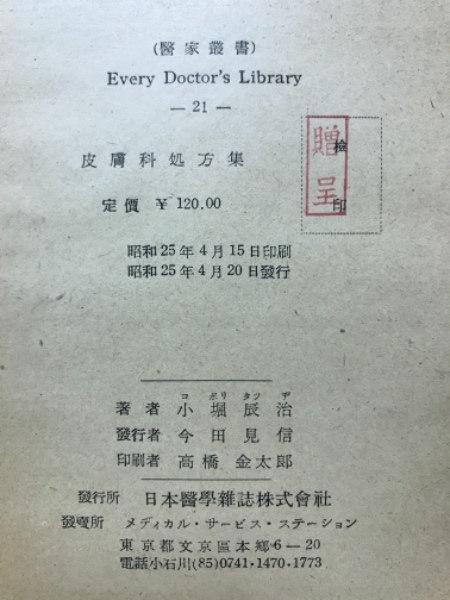 (醫家叢書)
Every Doctor's Library
— 21 —
皮膚科処方集
定價 ¥ 120.00
檢印
贈呈
昭和25年4月15日印刷
昭和25年4月20日發行
コ ボリ タツ ヂ
著者 小堀辰治
發行者 今田見信
印刷者 高橋金太郎
發行所 日本醫學雜誌株式會社
發賣所 メディカル・サービス・ステーション
東京都文京區本鄕6—20
電話小石川(85)0741・1470・1773